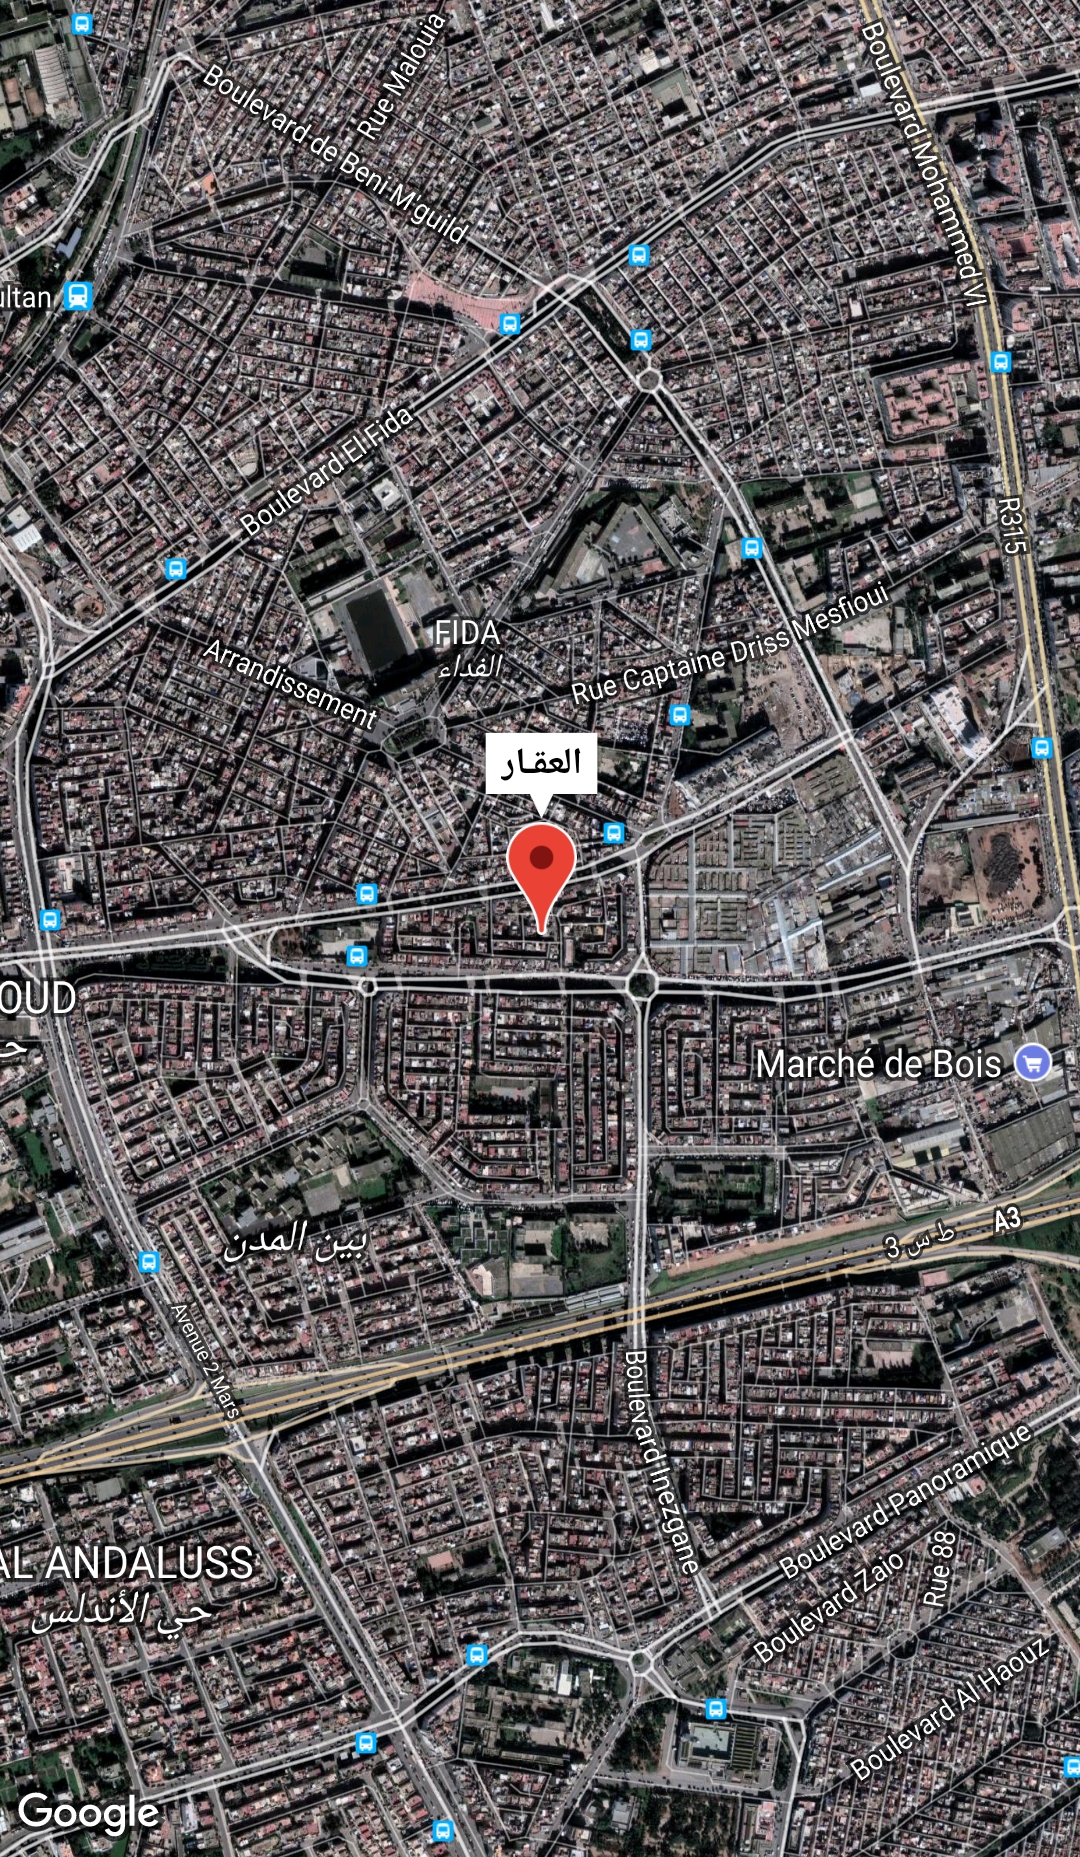 Rue Malouia
Boulevard Mohammed VI
Boulevard de Beni M'guild
ultan
Boulevard El Fida
R315
FIDA
الفداء
Arrandissement
Rue Captaine Driss Mesfioui
العقار
OUD
Marché de Bois
بين المدن
ط س 3
A3
Avenue 2 Mars
Boulevard Inezgane
Boulevard Panoramique
AL ANDALUSS
حي الأندلس
Boulevard Zaio
Rue 88
Boulevard Al Haouz
Google